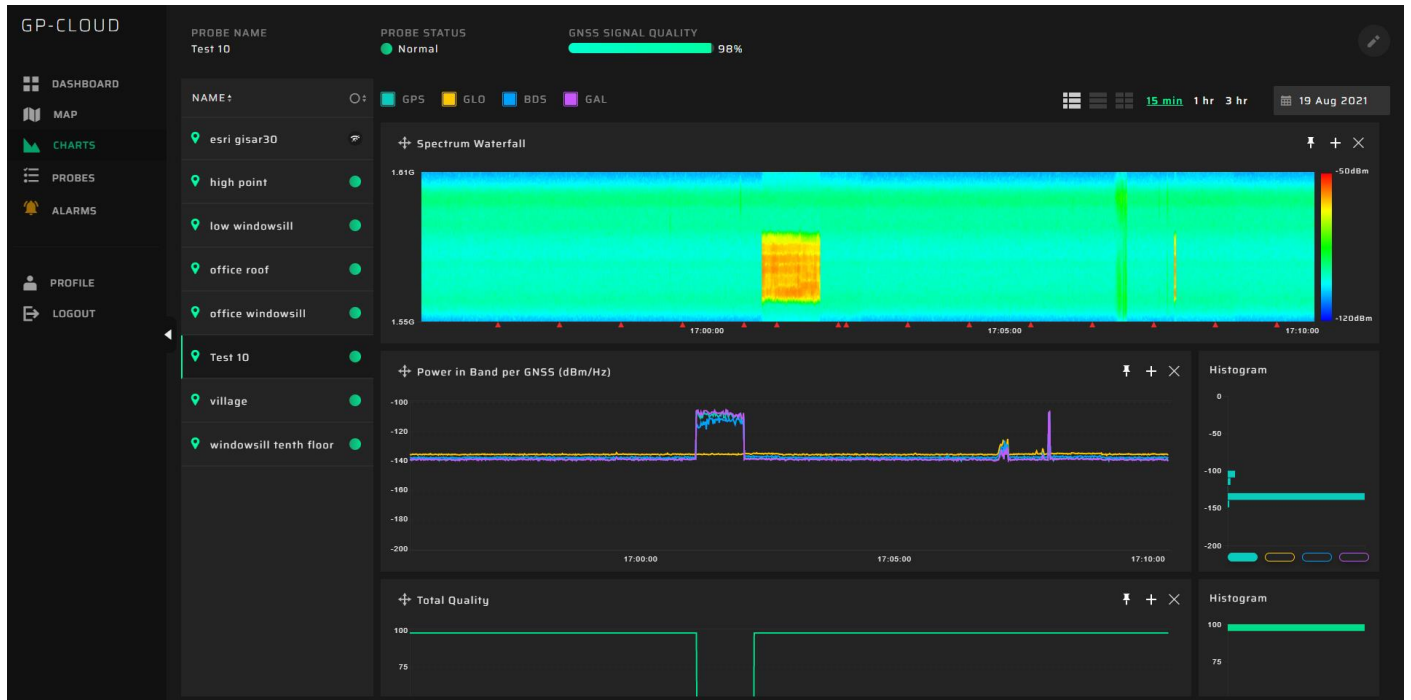 GP-CLOUD
DASHBOARD
MAP
CHARTS
PROBES
ALARMS
PROFILE
LOGOUT
PROBE NAME
Test 10
PROBE STATUS
Normal
GNSS SIGNAL QUALITY
98%
NAME
esri gisar30
high point
low windowsill
office roof
office windowsill
Test 10
village
windowsill tenth floor
GPS GLO BDS GAL
15 min 1 hr 3 hr
19 Aug 2021
Spectrum Waterfall
1.61G
1.55G
17:00:00 17:05:00 17:10:00
-50dBm
-120dBm
Power in Band per GNSS (dBm/Hz)
-100
-120
-140
-160
-180
-200
17:00:00 17:05:00 17:10:00
Histogram
0
-50
-100
-150
-200
Total Quality
100
75
Histogram
100
75